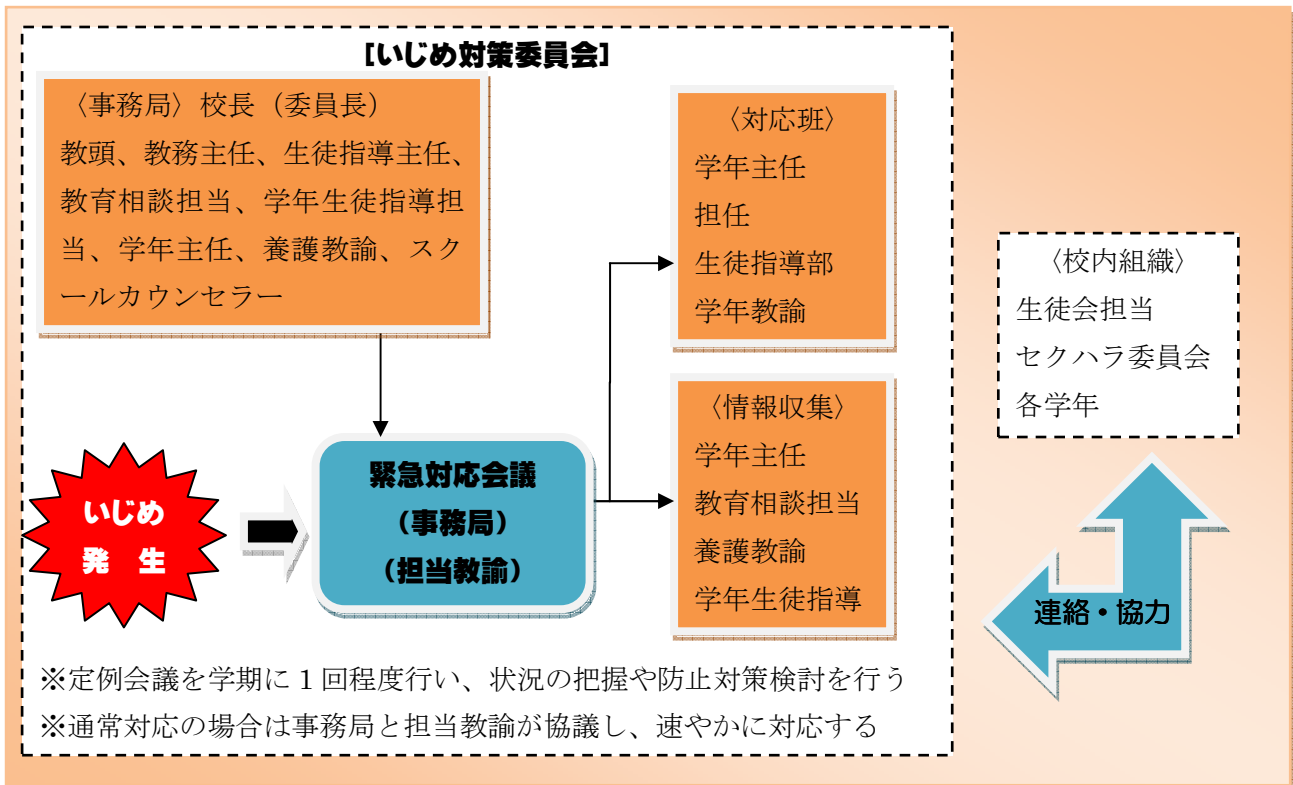 [いじめ対策委員会]
〈事務局〉校長（委員長）
教頭、教務主任、生徒指導主任、
教育相談担当、学年生徒指導担
当、学年主任、養護教諭、スク
ールカウンセラー
〈対応班〉
学年主任
担任
生徒指導部
学年教諭
〈校内組織〉
生徒会担当
セクハラ委員会
各学年
〈情報収集〉
学年主任
教育相談担当
養護教諭
学年生徒指導
いじめ
発　生
緊急対応会議
（事務局）
（担当教諭）
連絡・協力
※定例会議を学期に１回程度行い、状況の把握や防止対策検討を行う
※通常対応の場合は事務局と担当教諭が協議し、速やかに対応する